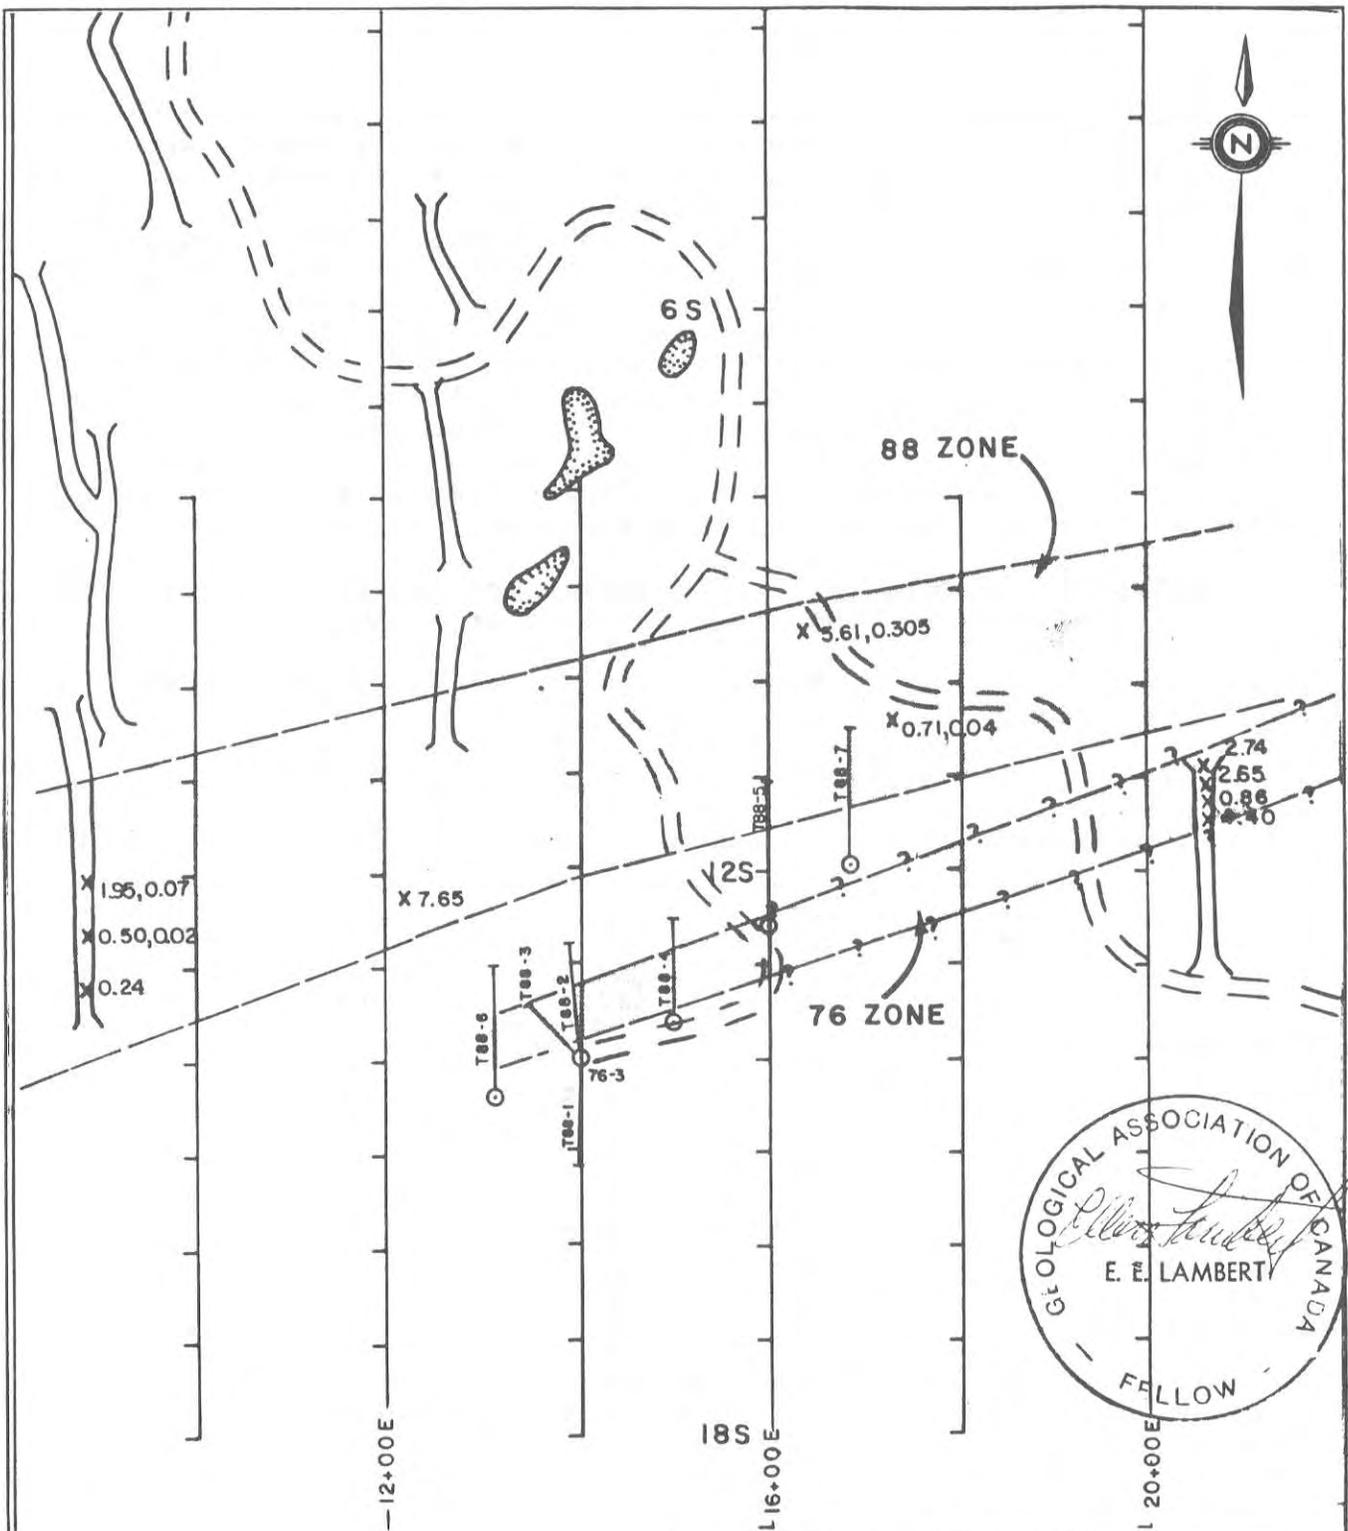 N
6 S
88 ZONE
5.61,0.305
0.71,0.04
T88-7
2.74
2.65
0.86
T88-5
12S
1.95,0.07
7.65
0.50,0.02
0.24
T88-3
T88-2
T88-4
T88-6
76 ZONE
76-3
T88-1
GEOLOGICAL ASSOCIATION OF CANADA
E. E. LAMBERT
FELLOW
18S
12+00E
L 16+00E
L 20+00E